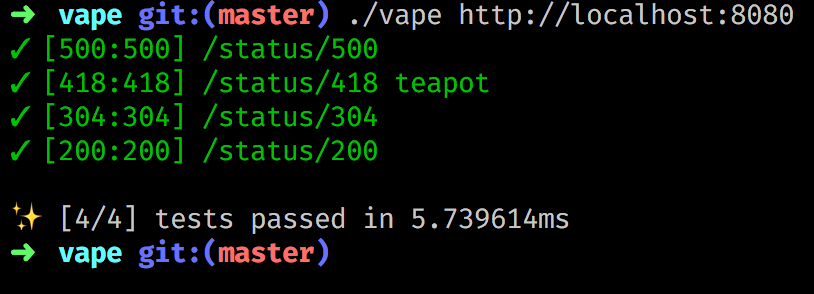 ➜ vape git:(master) ./vape http://localhost:8080
✓ [500:500] /status/500
✓ [418:418] /status/418 teapot
✓ [304:304] /status/304
✓ [200:200] /status/200
✨ [4/4] tests passed in 5.739614ms
➜ vape git:(master)